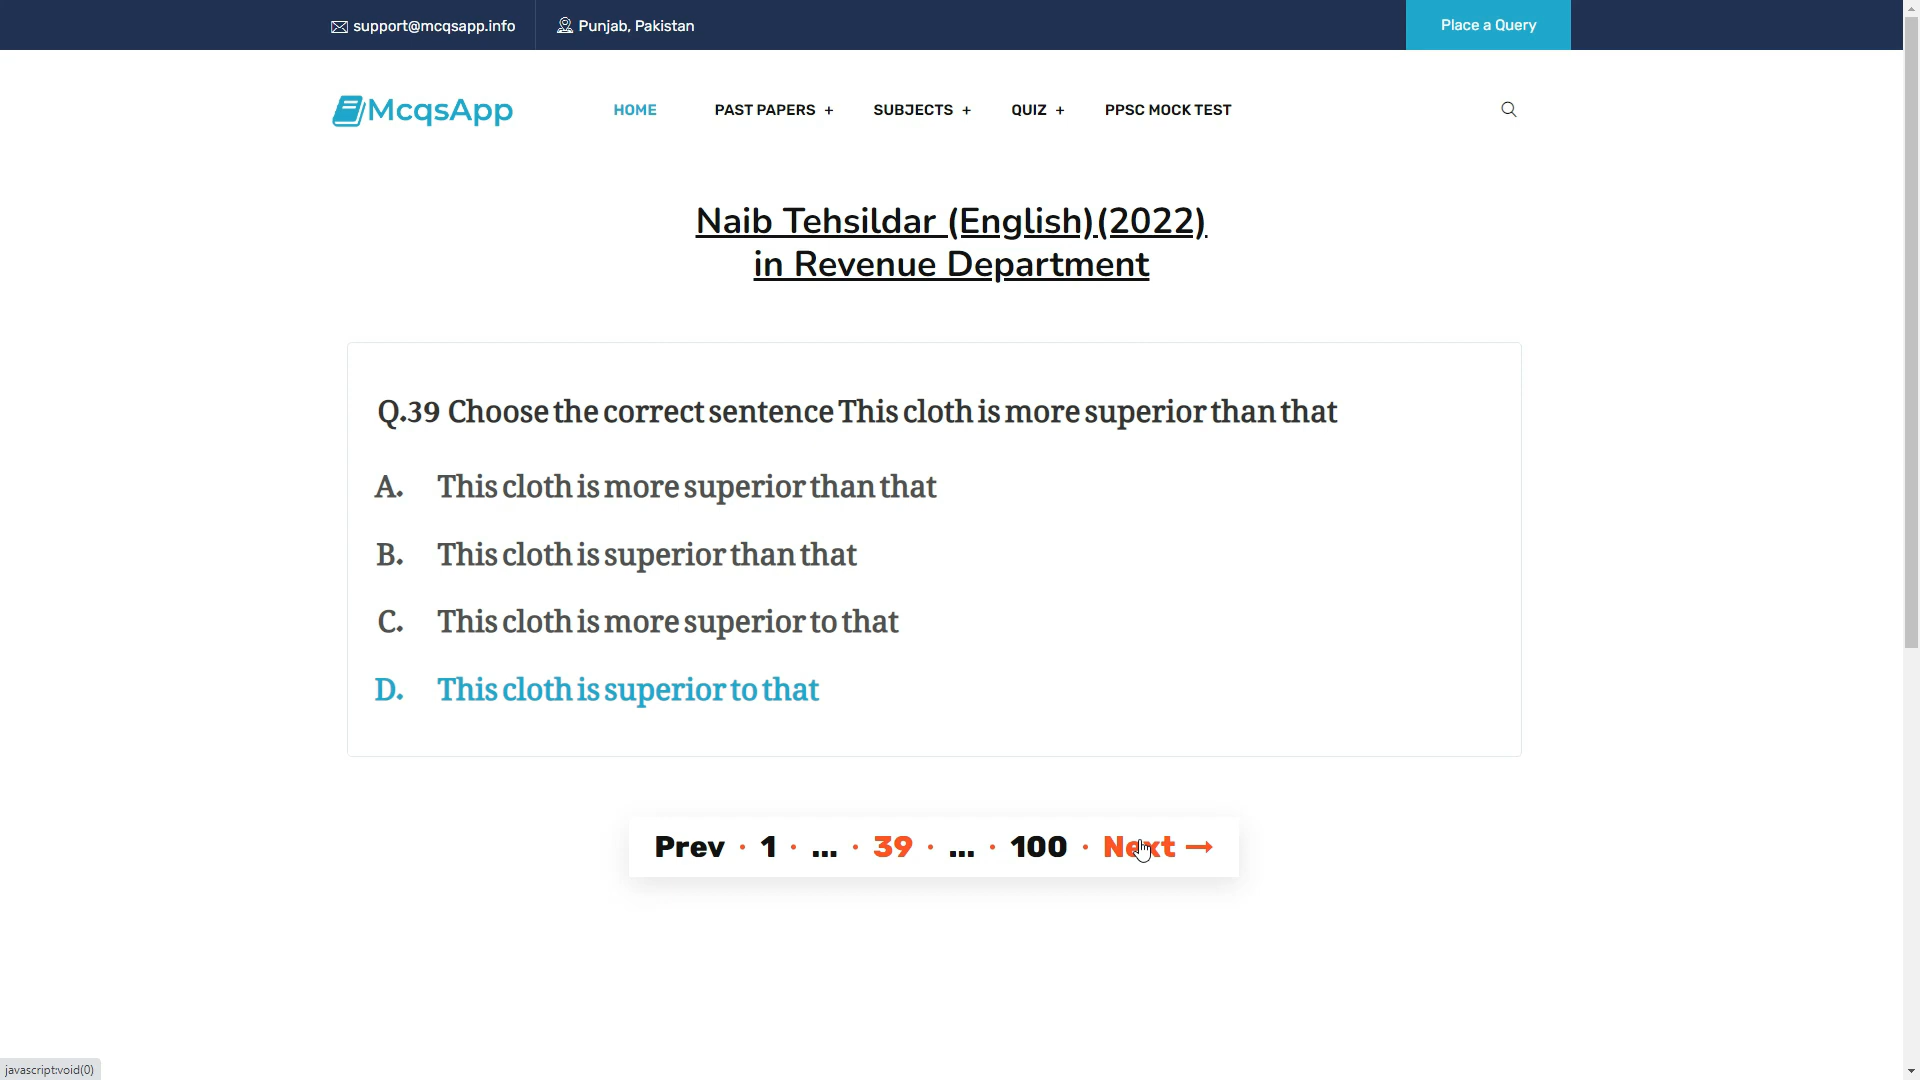 support@mcqsapp.info Punjab, Pakistan Place a Query
McqsApp HOME PAST PAPERS + SUBJECTS + QUIZ + PPSC MOCK TEST
Naib Tehsildar (English)(2022)
in Revenue Department
Q.39 Choose the correct sentence This cloth is more superior than that
A. This cloth is more superior than that
B. This cloth is superior than that
C. This cloth is more superior to that
D. This cloth is superior to that
Prev · 1 · ... · 39 · ... · 100 · Next →
javascript:void(0)